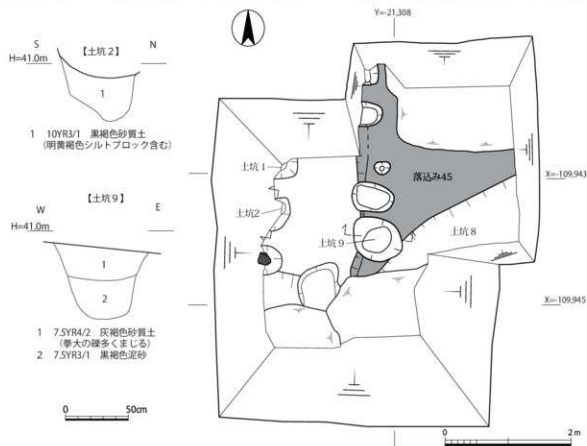 【土坑2】
S
N
H=41.0m
1
1 10YR3/1 黒褐色砂質土
(明黄褐色シルトブロック含む)
【土坑9】
W
E
H=41.0m
1
2
1 7.5YR4/2 灰褐色砂質土
(拳大の礫多くまじる)
2 7.5YR3/1 黒褐色泥砂
0 50cm
Y=-21,308
土坑1
土坑2
土坑9
落込み45
土坑8
X=-109,943
X=-109,945
0 2m